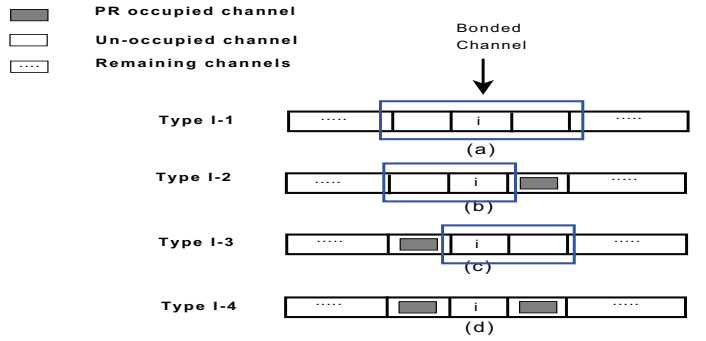 PR occupied channel
Un-occupied channel
.... Remaining channels
Bonded
Channel
Type I-1 ..... i .....
(a)
Type I-2 ..... i .....
(b)
Type I-3 ..... i .....
(c)
Type I-4 ..... i .....
(d)